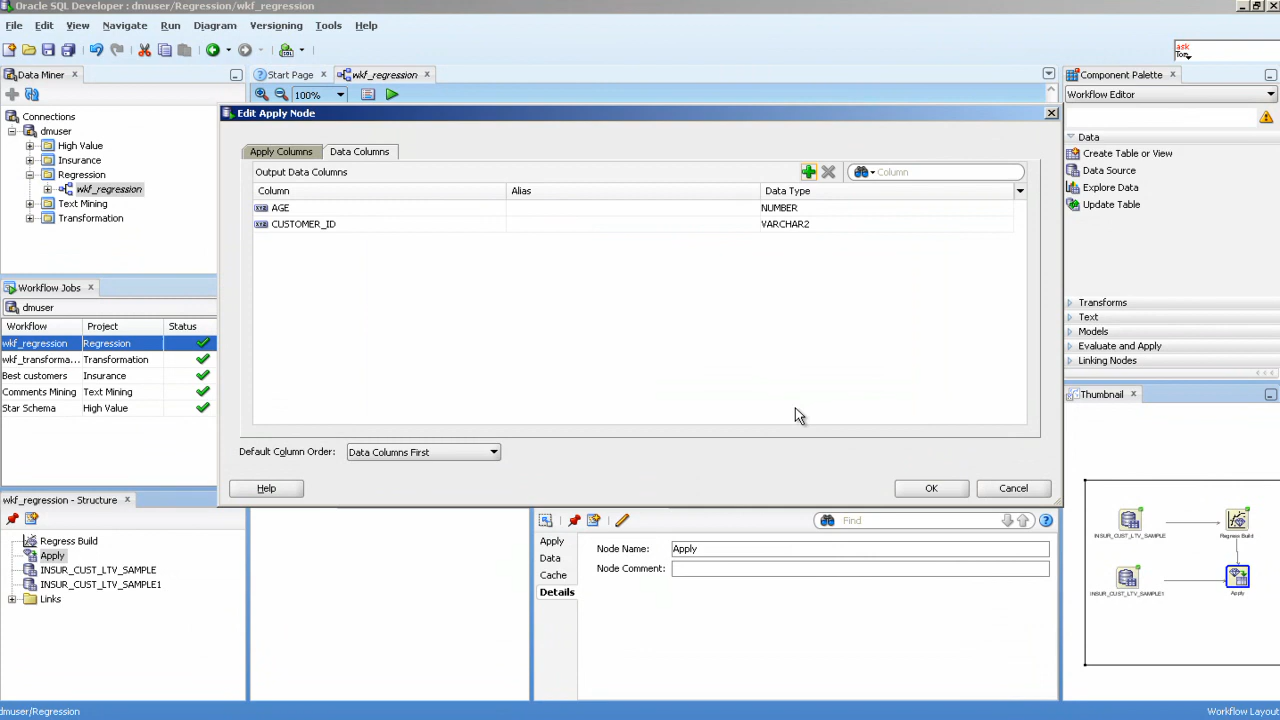 Oracle SQL Developer: dmuser/Regression/wkf_regression
File Edit View Navigate Run Diagram Versioning Tools Help
ask
Tom
Data Miner
Start Page
wkf_regression
Component Palette
100%
Workflow Editor
Connections
dmuser
High Value
Insurance
Regression
wkf_regression
Text Mining
Transformation
Edit Apply Node
Apply Columns
Data Columns
Output Data Columns
Column
Column Alias Data Type
AGE NUMBER
CUSTOMER_ID VARCHAR2
Default Column Order: Data Columns First
Help
OK
Cancel
Data
Create Table or View
Data Source
Explore Data
Update Table
Transforms
Text
Models
Evaluate and Apply
Linking Nodes
Workflow Jobs
dmuser
Workflow Project Status
wkf_regression Regression
wkf_transforma... Transformation
Best customers Insurance
Comments Mining Text Mining
Star Schema High Value
Thumbnail
INSUR_CUST_LTV_SAMPLE
Regress Build
INSUR_CUST_LTV_SAMPLE1
Apply
wkf_regression - Structure
Regress Build
Apply
INSUR_CUST_LTV_SAMPLE
INSUR_CUST_LTV_SAMPLE1
Links
Find
Apply
Data
Cache
Details
Node Name: Apply
Node Comment:
dmuser/Regression
Workflow Layout